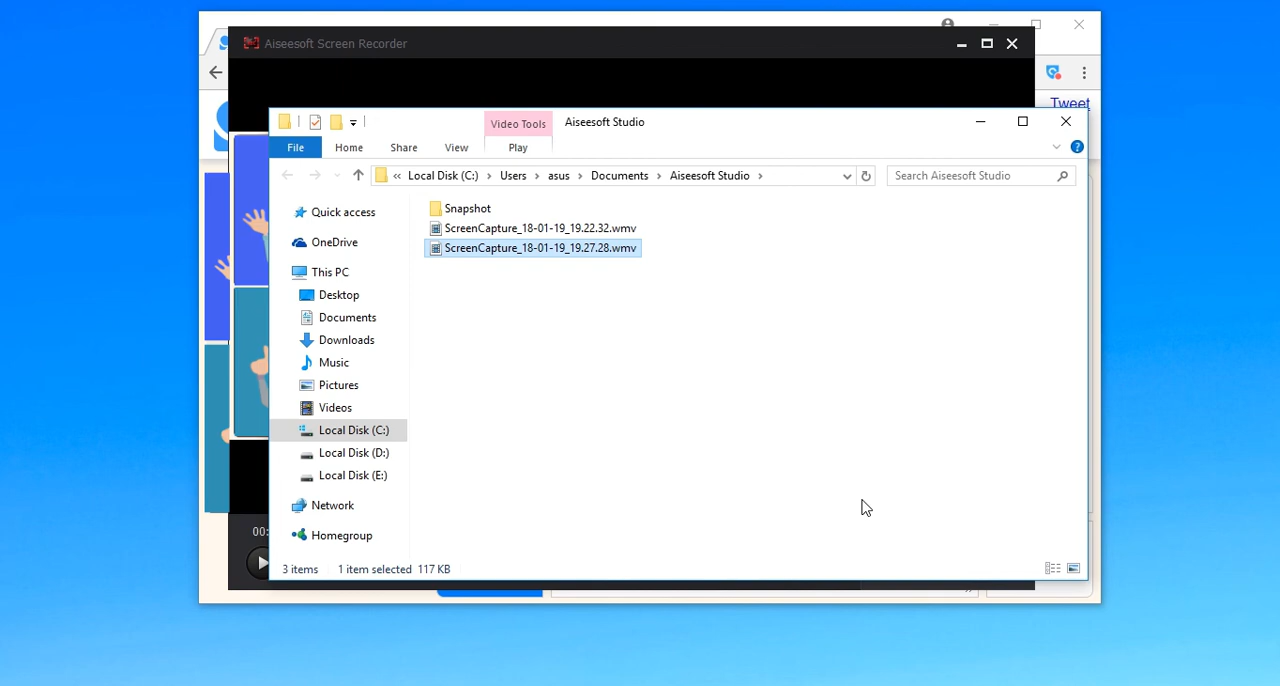 Aiseesoft Screen Recorder
Tweet
Video Tools
Aiseesoft Studio
File
Home
Share
View
Play
« Local Disk (C:) › Users › asus › Documents › Aiseesoft Studio ›
Search Aiseesoft Studio
Quick access
OneDrive
This PC
Desktop
Documents
Downloads
Music
Pictures
Videos
Local Disk (C:)
Local Disk (D:)
Local Disk (E:)
Network
Homegroup
Snapshot
ScreenCapture_18-01-19_19.22.32.wmv
ScreenCapture_18-01-19_19.27.28.wmv
00:
3 items
1 item selected 117 KB